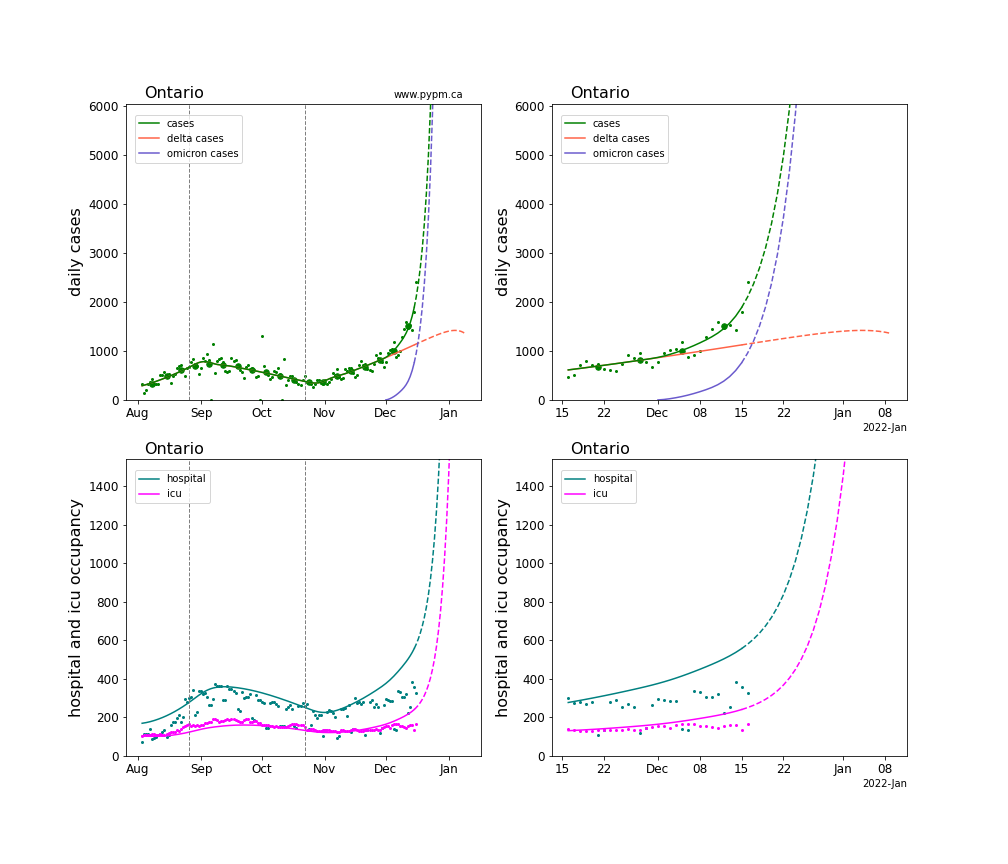 Ontario
www.pypm.ca
Ontario
6000
5000
4000
3000
2000
1000
0
daily cases
cases
delta cases
omicron cases
Aug Sep Oct Nov Dec Jan
6000
5000
4000
3000
2000
1000
0
daily cases
cases
delta cases
omicron cases
15 22 Dec 08 15 22 Jan 08
2022-Jan
Ontario
1400
1200
1000
800
600
400
200
0
hospital and icu occupancy
hospital
icu
Aug Sep Oct Nov Dec Jan
Ontario
1400
1200
1000
800
600
400
200
0
hospital and icu occupancy
hospital
icu
15 22 Dec 08 15 22 Jan 08
2022-Jan